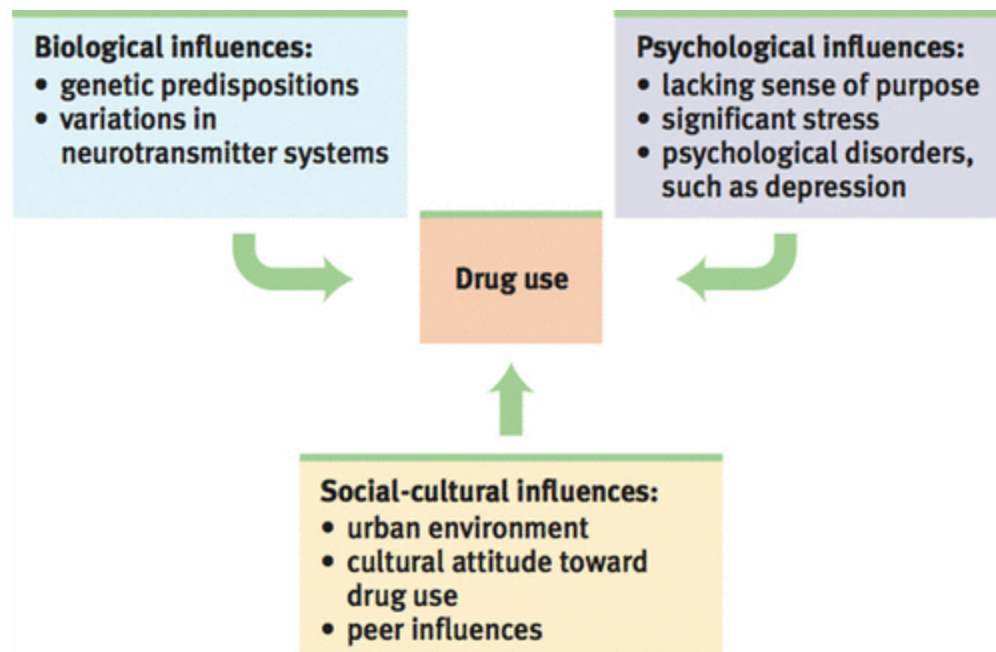 Biological influences:
• genetic predispositions
• variations in
neurotransmitter systems
Psychological influences:
• lacking sense of purpose
• significant stress
• psychological disorders,
such as depression
Drug use
Social-cultural influences:
• urban environment
• cultural attitude toward
drug use
• peer influences